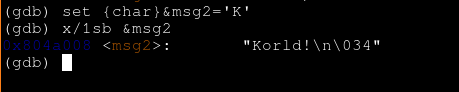 (gdb) set {char}&msg2='K'
(gdb) x/1sb &msg2
0x804a008 <msg2>:        "Korld!\n\034"
(gdb)